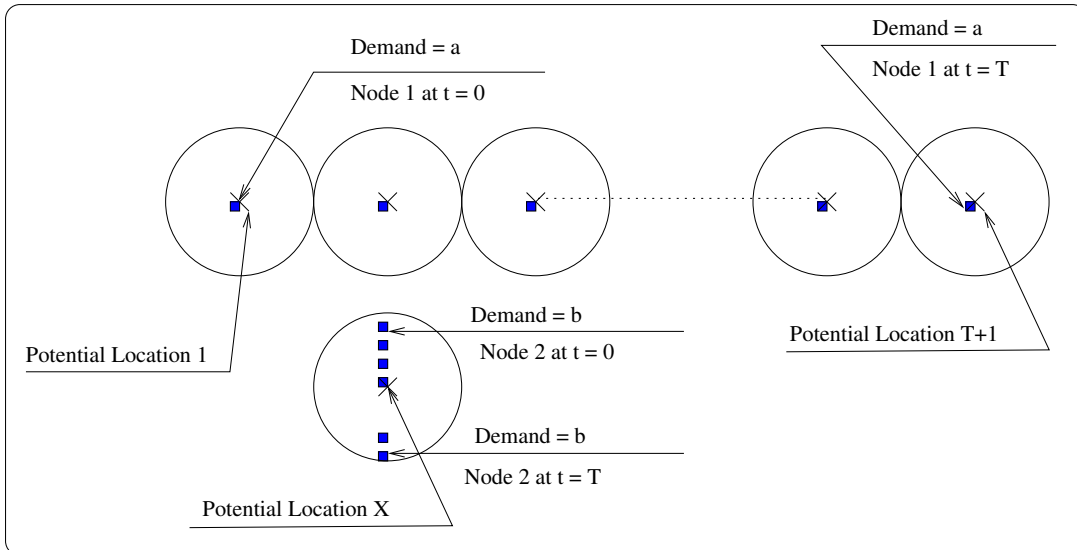 Demand = a
Node 1 at t = 0
Demand = a
Node 1 at t = T
Potential Location 1
Demand = b
Node 2 at t = 0
Potential Location T+1
Demand = b
Node 2 at t = T
Potential Location X